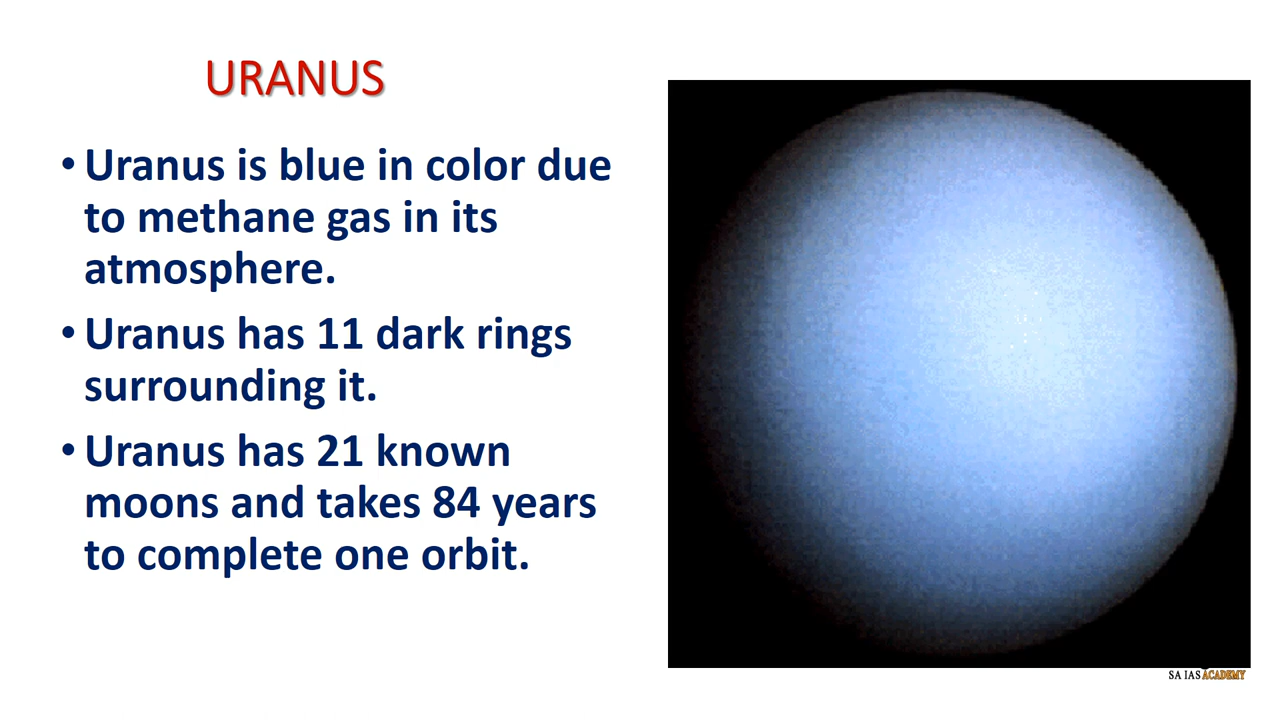 URANUS
• Uranus is blue in color due
to methane gas in its
atmosphere.
• Uranus has 11 dark rings
surrounding it.
• Uranus has 21 known
moons and takes 84 years
to complete one orbit.
SA IAS ACADEMY